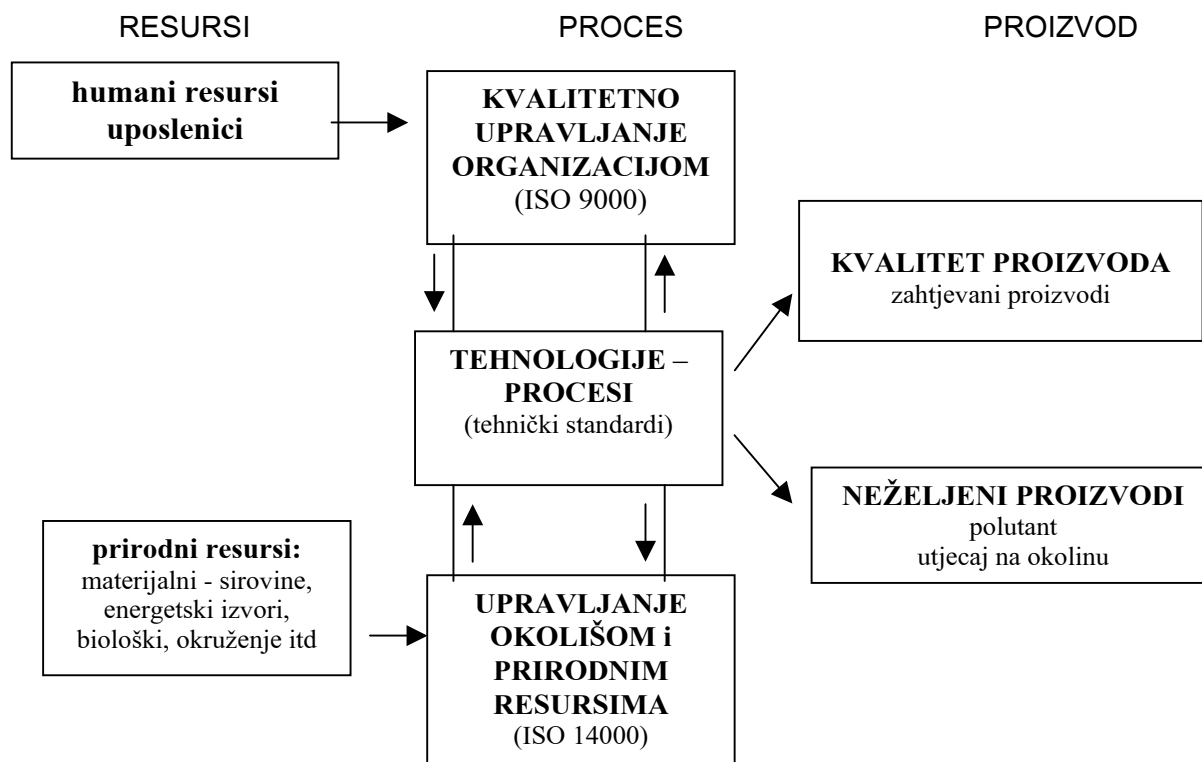 RESURSI
PROCES
PROIZVOD
humani resursi
uposlenici
KVALITETNO
UPRAVLJANJE
ORGANIZACIJOM
(ISO 9000)
KVALITET PROIZVODA
zahtjevani proizvodi
TEHNOLOGIJE –
PROCESI
(tehnički standardi)
NEŽELJENI PROIZVODI
polutant
utjecaj na okolinu
prirodni resursi:
materijalni - sirovine,
energetski izvori,
biološki, okruženje itd
UPRAVLJANJE
OKOLIŠOM i
PRIRODNIM
RESURSIMA
(ISO 14000)